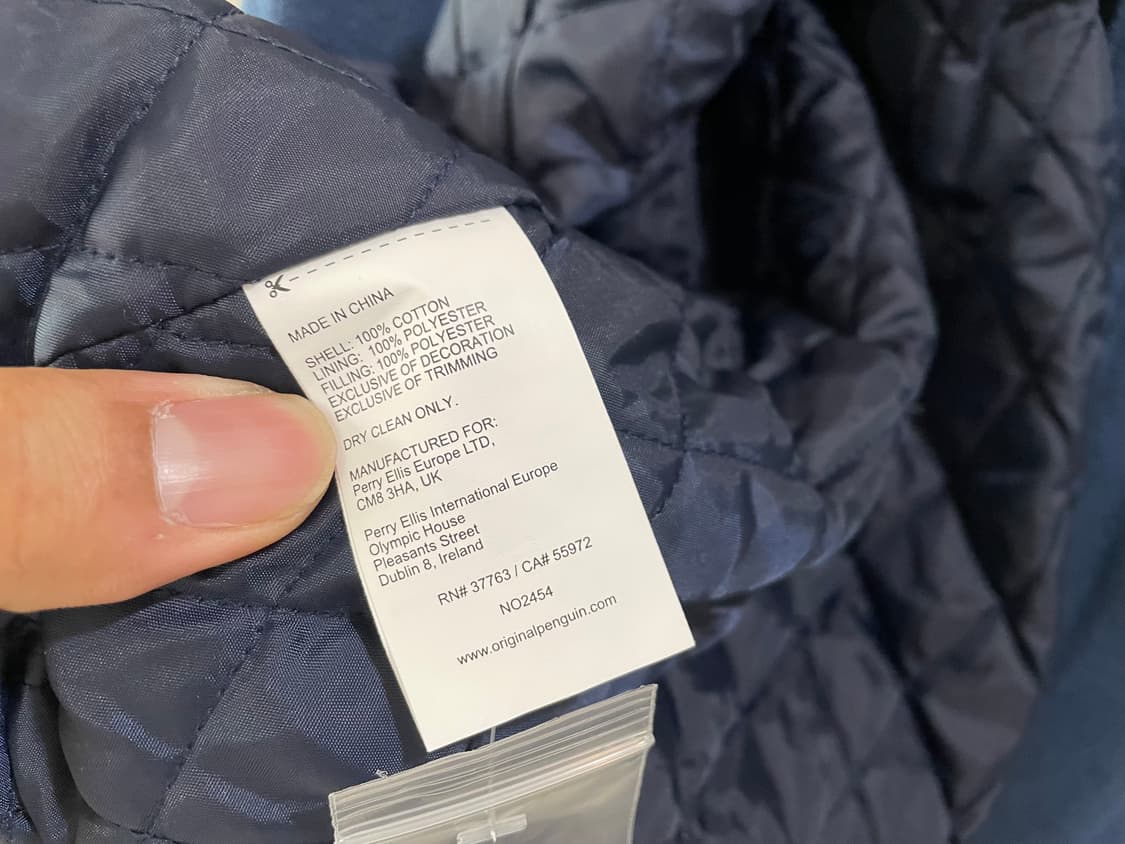 MADE IN CHINA
SHELL: 100% COTTON
LINING: 100% POLYESTER
FILLING: 100% POLYESTER
EXCLUSIVE OF DECORATION
EXCLUSIVE OF TRIMMING
DRY CLEAN ONLY.
MANUFACTURED FOR:
Perry Ellis Europe LTD,
CM8 3HA, UK
Perry Ellis International Europe
Olympic House
Pleasants Street
Dublin 8, Ireland
RN# 37763 / CA# 55972
NO2454
www.originalpenguin.com